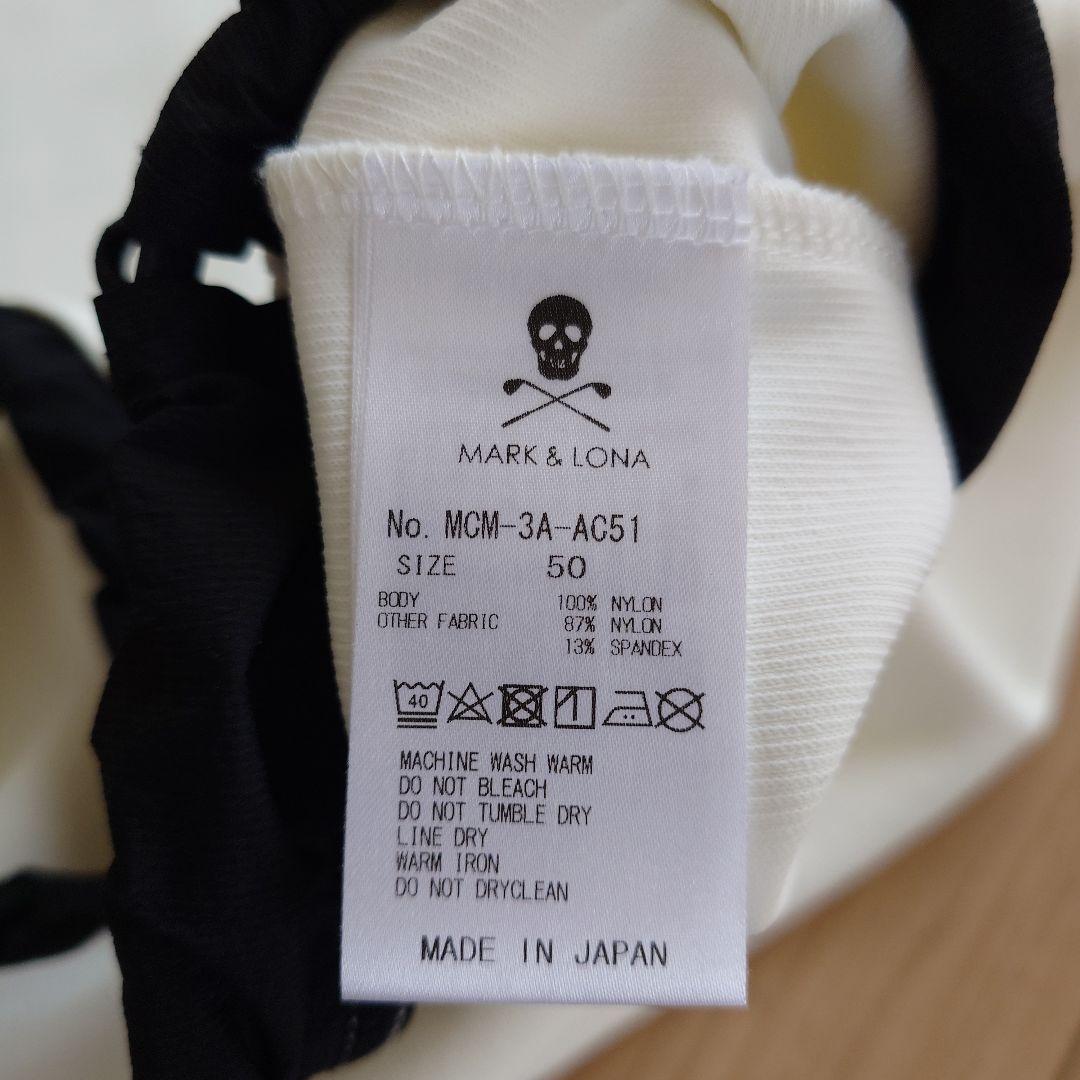 MARK & LONA
No. MCM-3A-AC51
SIZE 50
BODY 100% NYLON
OTHER FABRIC 87% NYLON
13% SPANDEX
40
MACHINE WASH WARM
DO NOT BLEACH
DO NOT TUMBLE DRY
LINE DRY
WARM IRON
DO NOT DRYCLEAN
MADE IN JAPAN